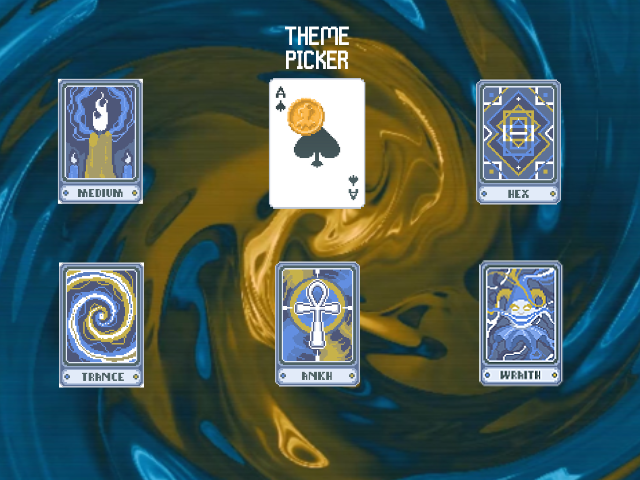 THEME
PICKER
A
MEDIUM
HEX
A
TRANCE
ANKH
WRAITH